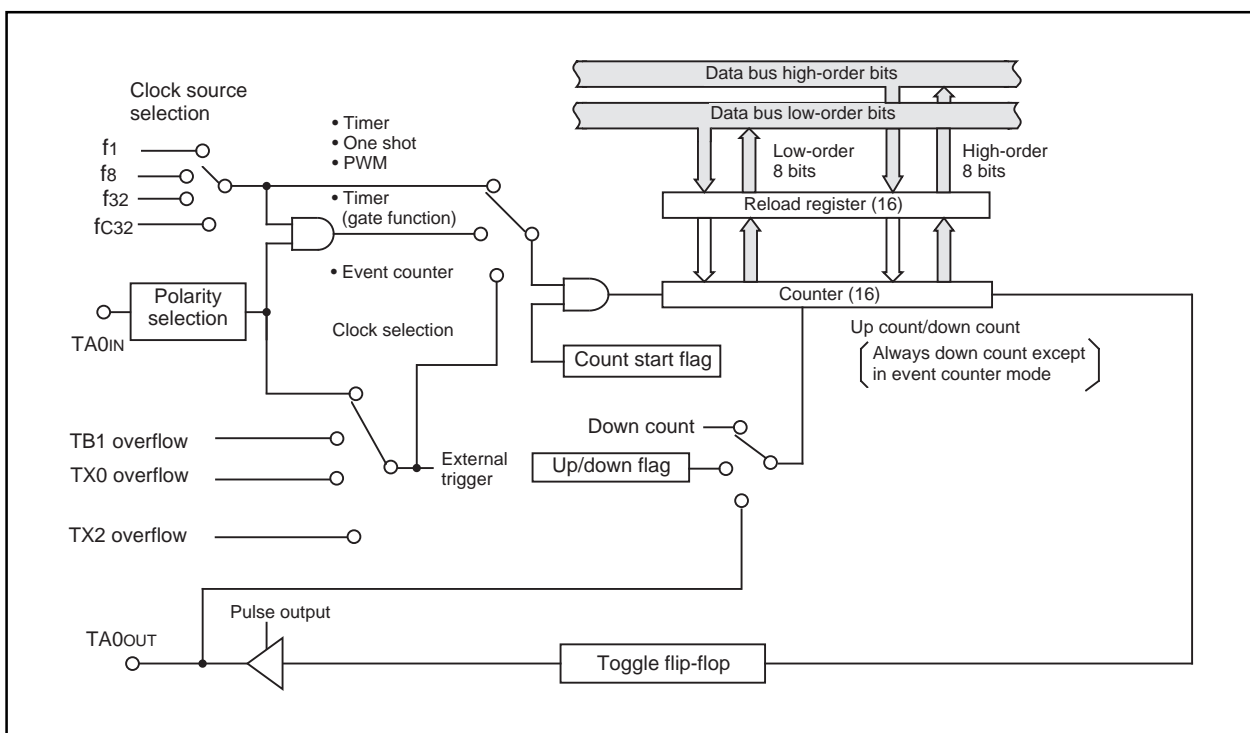 Data bus high-order bits
Data bus low-order bits
Clock source
selection
f1
f8
f32
fC32
• Timer
• One shot
• PWM
• Timer
(gate function)
• Event counter
Low-order
8 bits
High-order
8 bits
Reload register (16)
Counter (16)
Polarity
selection
TA0IN
Clock selection
Count start flag
Up count/down count
Always down count except
in event counter mode
TB1 overflow
TX0 overflow
TX2 overflow
External
trigger
Down count
Up/down flag
Pulse output
TA0OUT
Toggle flip-flop